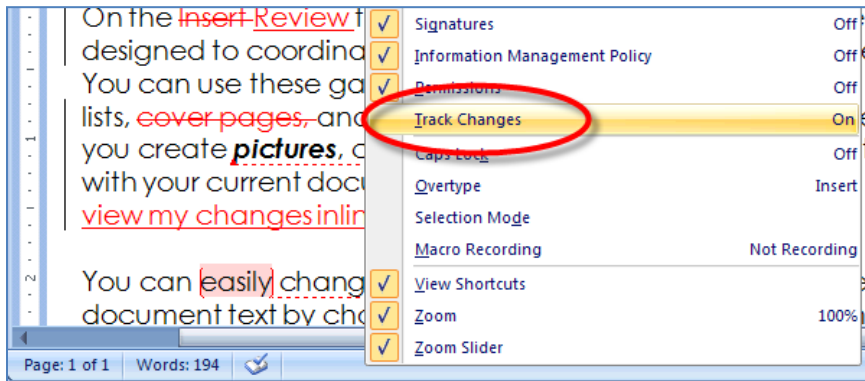 On the Insert Review t
designed to coordina
You can use these ga
lists, cover pages, and
you create pictures, c
with your current docu
view my changes inlin
You can easily chang
document text by cho
Signatures Off
Information Management Policy Off
Permissions Off
Track Changes On
Caps Lock Off
Overtype Insert
Selection Mode
Macro Recording Not Recording
View Shortcuts
Zoom 100%
Zoom Slider
1
2
Page: 1 of 1 Words: 194